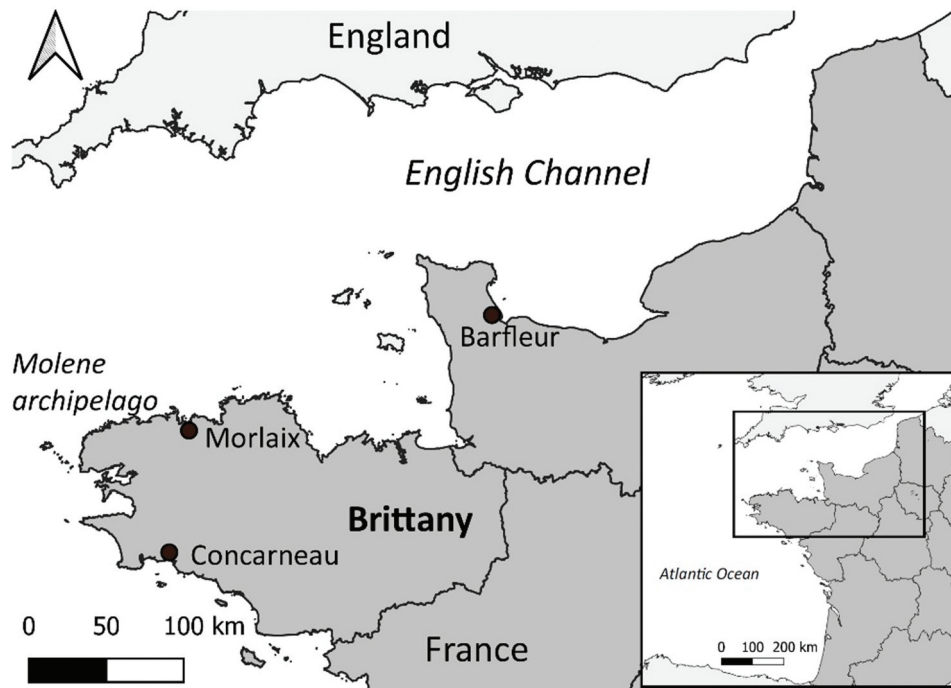 England
English Channel
Barfleur
Molene
archipelago
Morlaix
Brittany
Concarneau
Atlantic Ocean
0 50 100 km
France
0 100 200 km